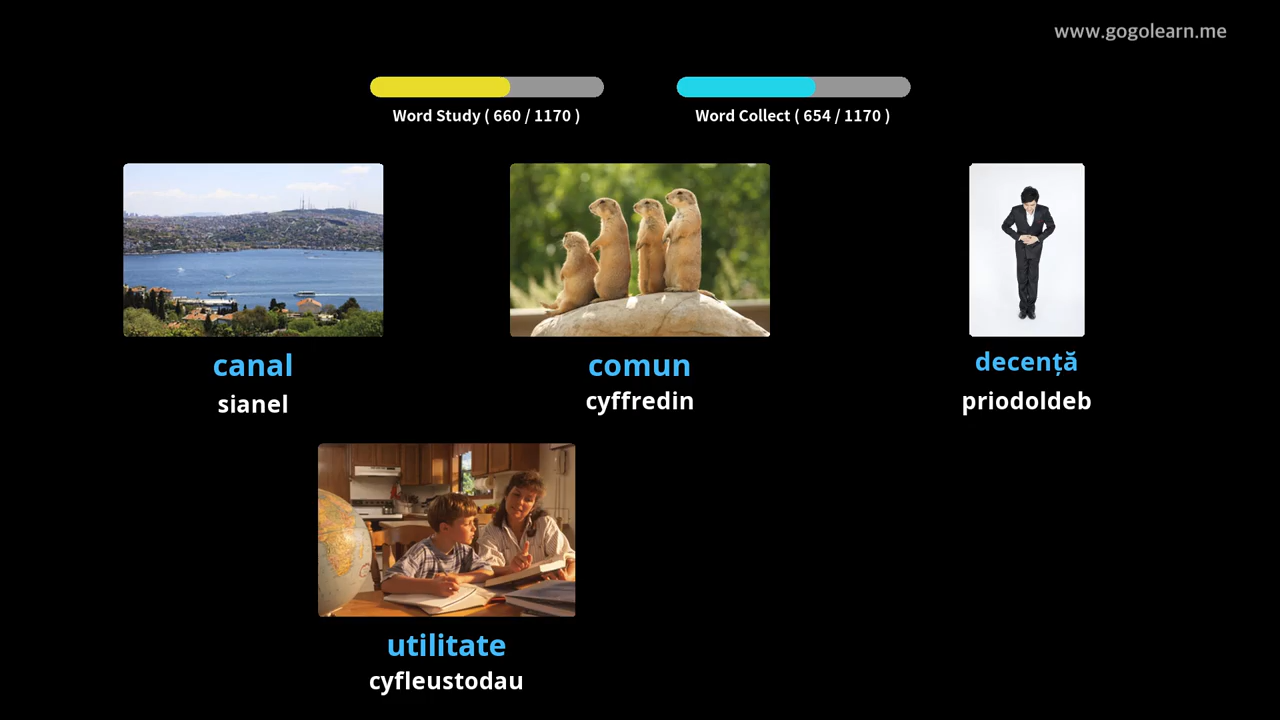 www.gogolearn.me
Word Study ( 660 / 1170 )
Word Collect ( 654 / 1170 )
canal
sianel
comun
cyffredin
decență
priodoldeb
utilitate
cyfleustodau